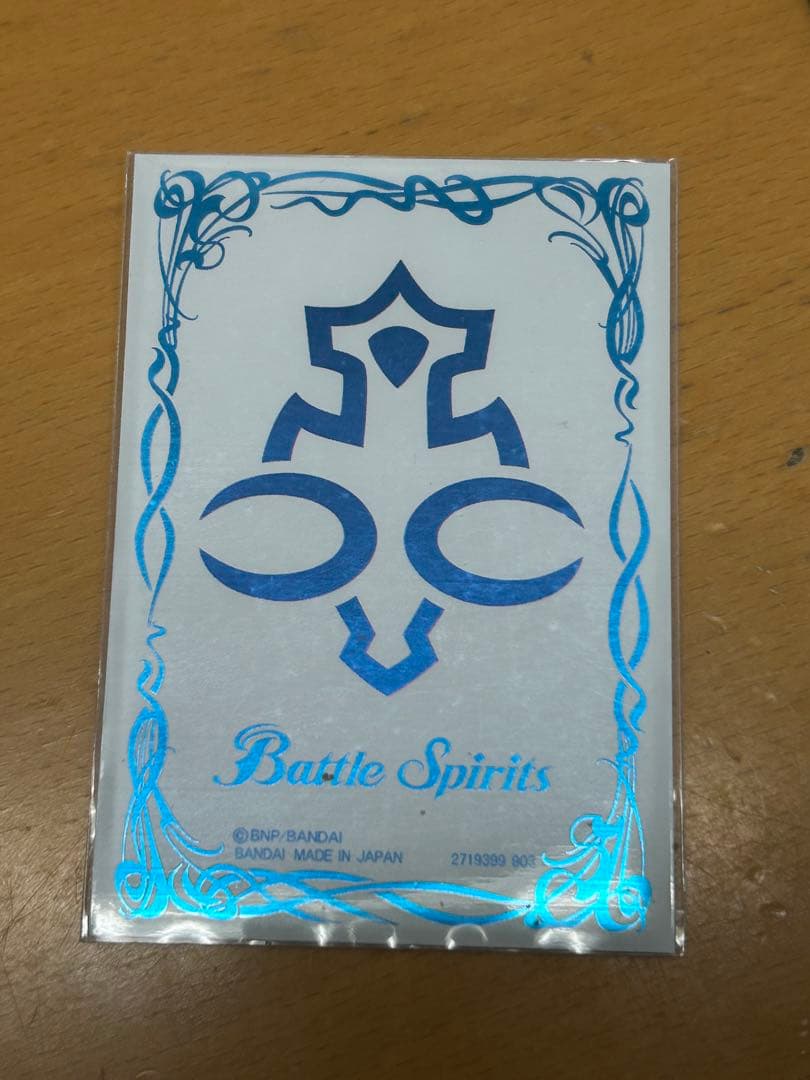 Battle Spirits
©BNP/BANDAI
BANDAI MADE IN JAPAN 2719399 903